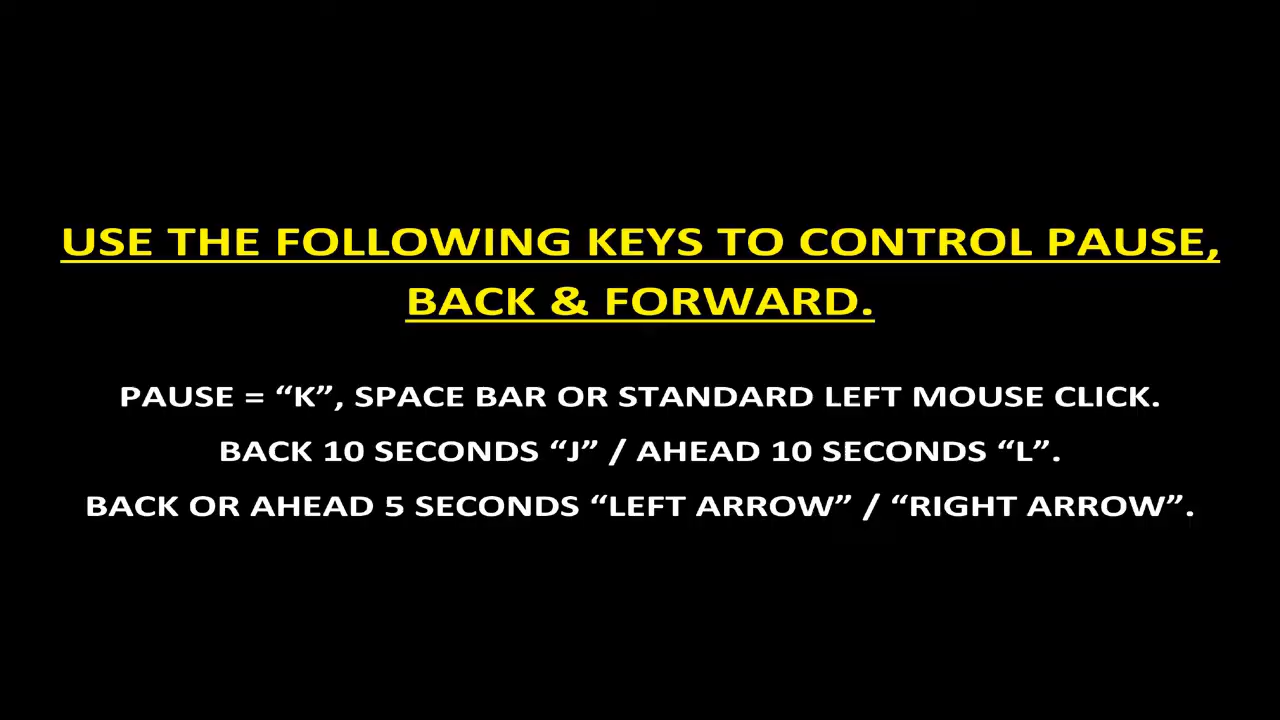 USE THE FOLLOWING KEYS TO CONTROL PAUSE,
BACK & FORWARD.
PAUSE = “K”, SPACE BAR OR STANDARD LEFT MOUSE CLICK.
BACK 10 SECONDS “J” / AHEAD 10 SECONDS “L”.
BACK OR AHEAD 5 SECONDS “LEFT ARROW” / “RIGHT ARROW”.